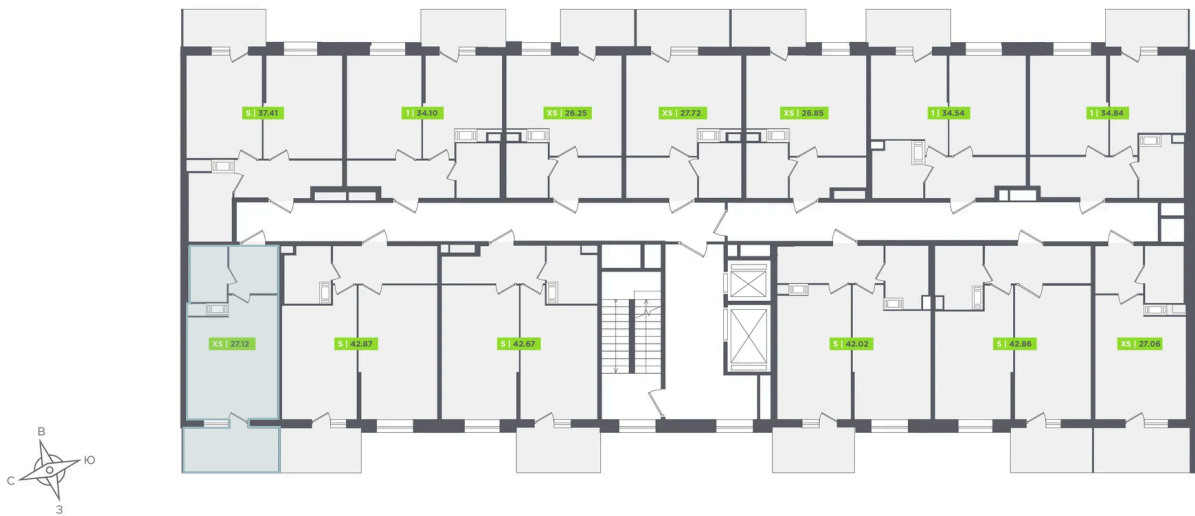 S | 37.41
1 | 34.10
XS | 26.25
XS | 27.72
XS | 26.85
1 | 34.54
1 | 34.84
XS | 27.12
S | 42.87
S | 42.67
S | 42.02
S | 42.86
XS | 27.06
В
Ю
С
З